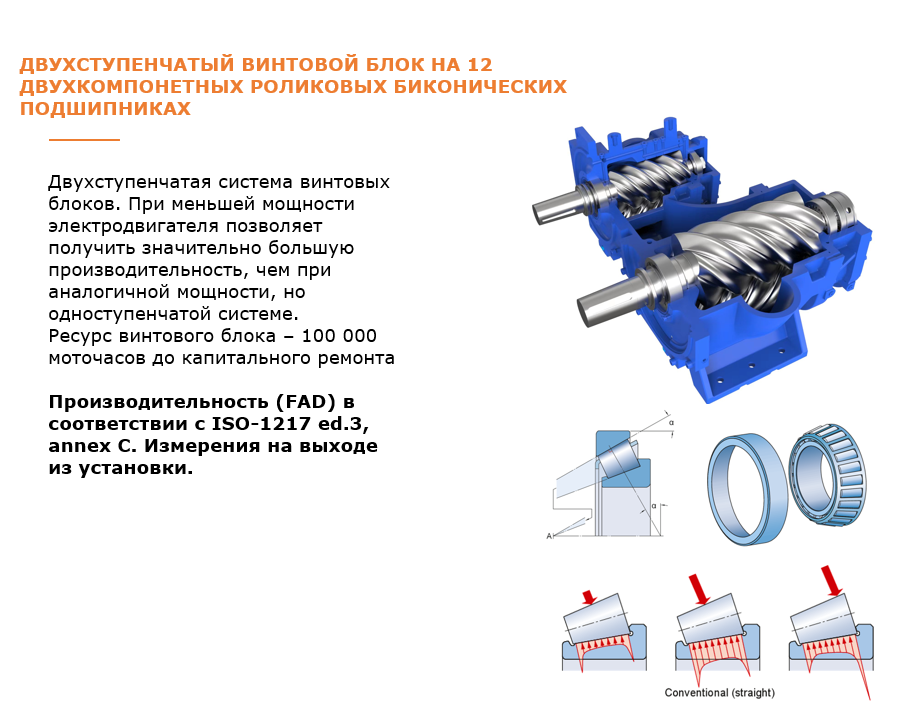 ДВУХСТУПЕНЧАТЫЙ ВИНТОВОЙ БЛОК НА 12
ДВУХКОМПОНЕТНЫХ РОЛИКОВЫХ БИКОНИЧЕСКИХ
ПОДШИПНИКАХ
Двухступенчатая система винтовых
блоков. При меньшей мощности
электродвигателя позволяет
получить значительно большую
производительность, чем при
аналогичной мощности, но
одноступенчатой системе.
Ресурс винтового блока – 100 000
моточасов до капитального ремонта
Производительность (FAD) в
соответствии с ISO-1217 ed.3,
annex C. Измерения на выходе
из установки.
α
α
A
Conventional (straight)